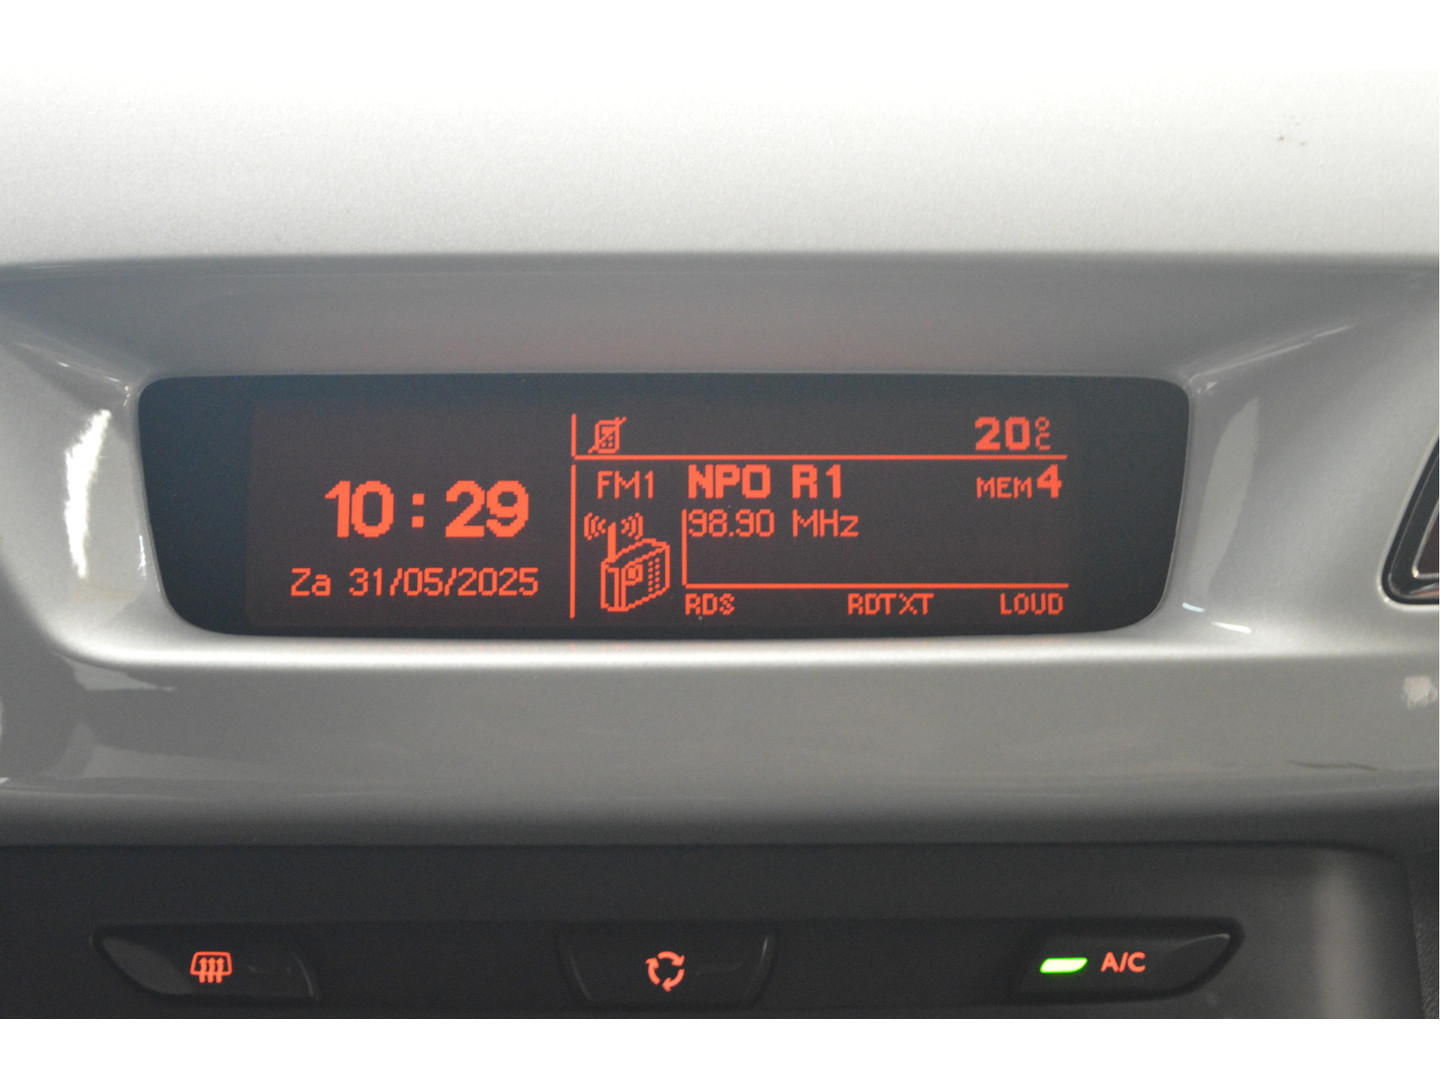 20°C
10:29
FM1 NPO R1 MEM4
98.90 MHz
Za 31/05/2025
RDS RDTXT LOUD
A/C